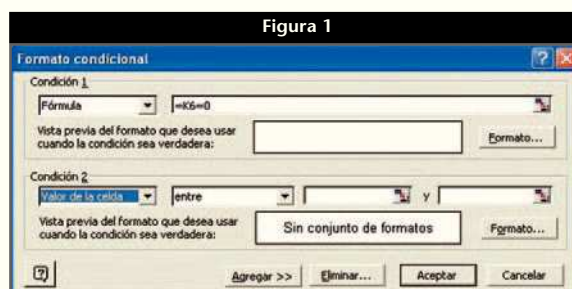 Figura 1
Formato condicional
Condición 1
Fórmula =K6=0
Vista previa del formato que desea usar
cuando la condición sea verdadera:
Formato...
Condición 2
Valor de la celda entre y
Vista previa del formato que desea usar
cuando la condición sea verdadera:
Sin conjunto de formatos
Formato...
Agregar >> Eliminar... Aceptar Cancelar